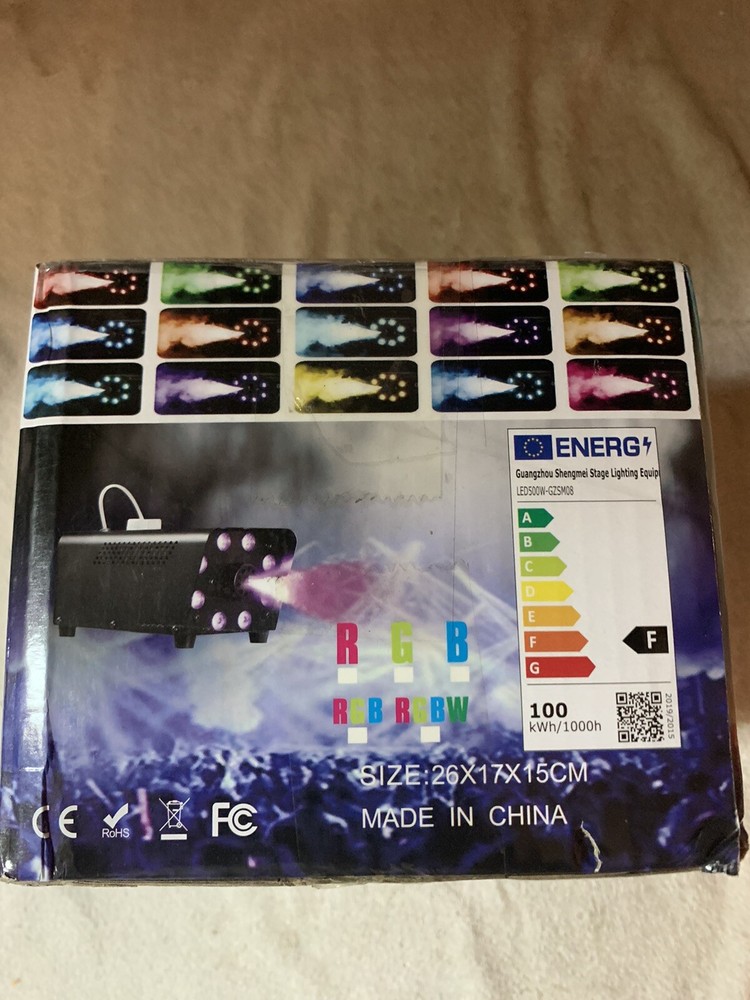 ENERG
Guangzhou Shengmei Stage Lighting Equip
LED500W-GZSM08
A
B
C
D
E
F
G
F
100
kWh/1000h
2019/2015
R G B
RGB RGBW
SIZE:26X17X15CM
MADE IN CHINA
CE
RoHS
FC